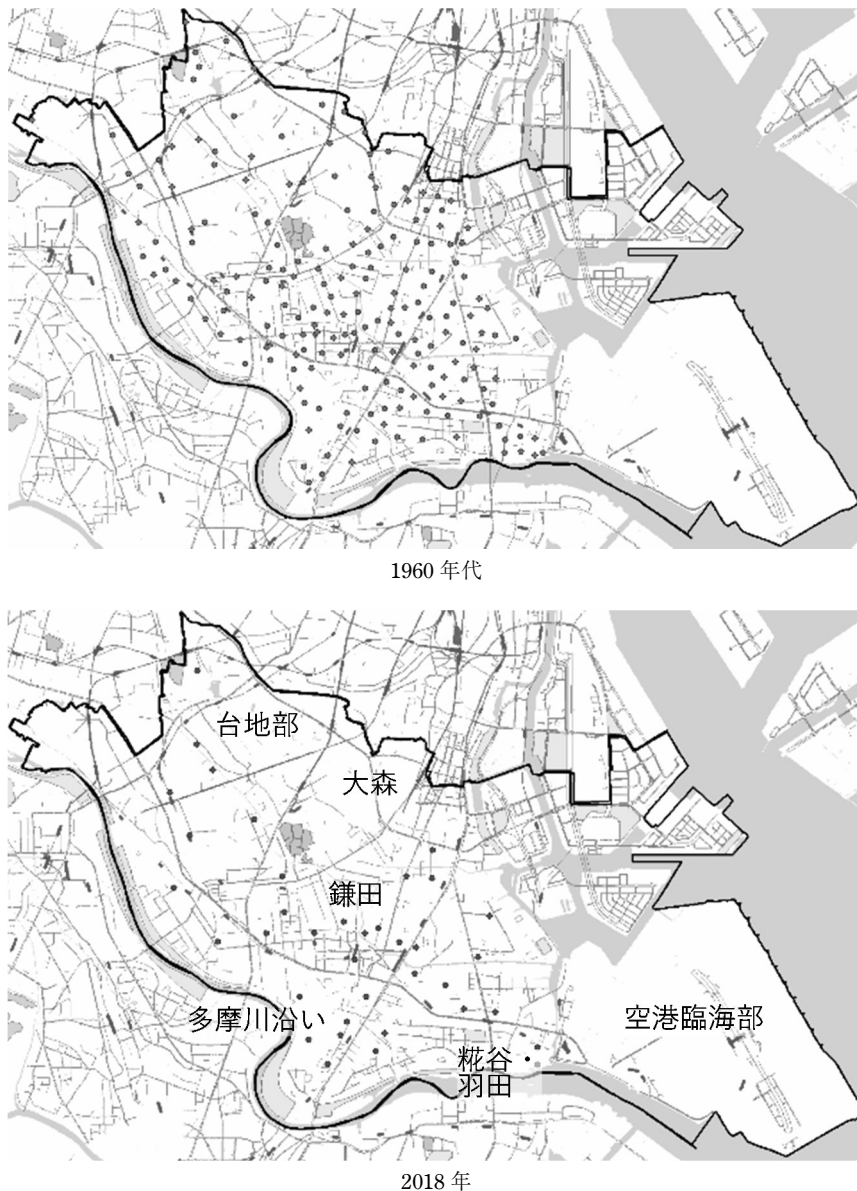 1960 年代
台地部
大森
鎌田
多摩川沿い
空港臨海部
糀谷・
羽田
2018 年